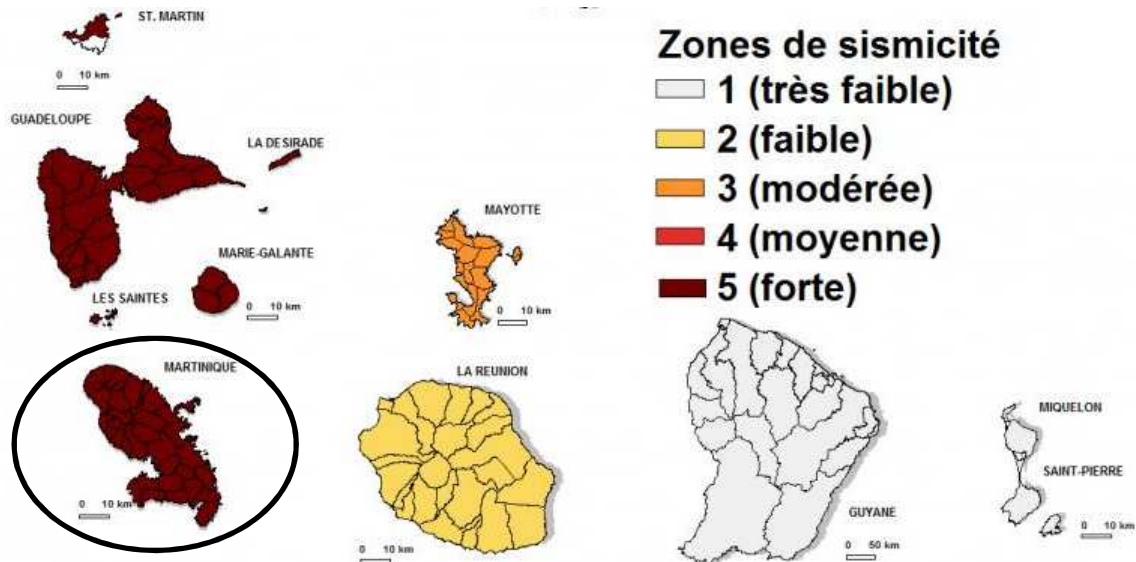 ST. MARTIN
0 10 km
GUADELOUPE
LA DESIRADE
MARIE-GALANTE
0 10 km
LES SAINTES
MAYOTTE
0 10 km
MARTINIQUE
0 10 km
LA REUNION
0 10 km
Zones de sismicité
1 (très faible)
2 (faible)
3 (modérée)
4 (moyenne)
5 (forte)
GUYANE
0 50 km
MIQUELON
SAINT-PIERRE
0 10 km